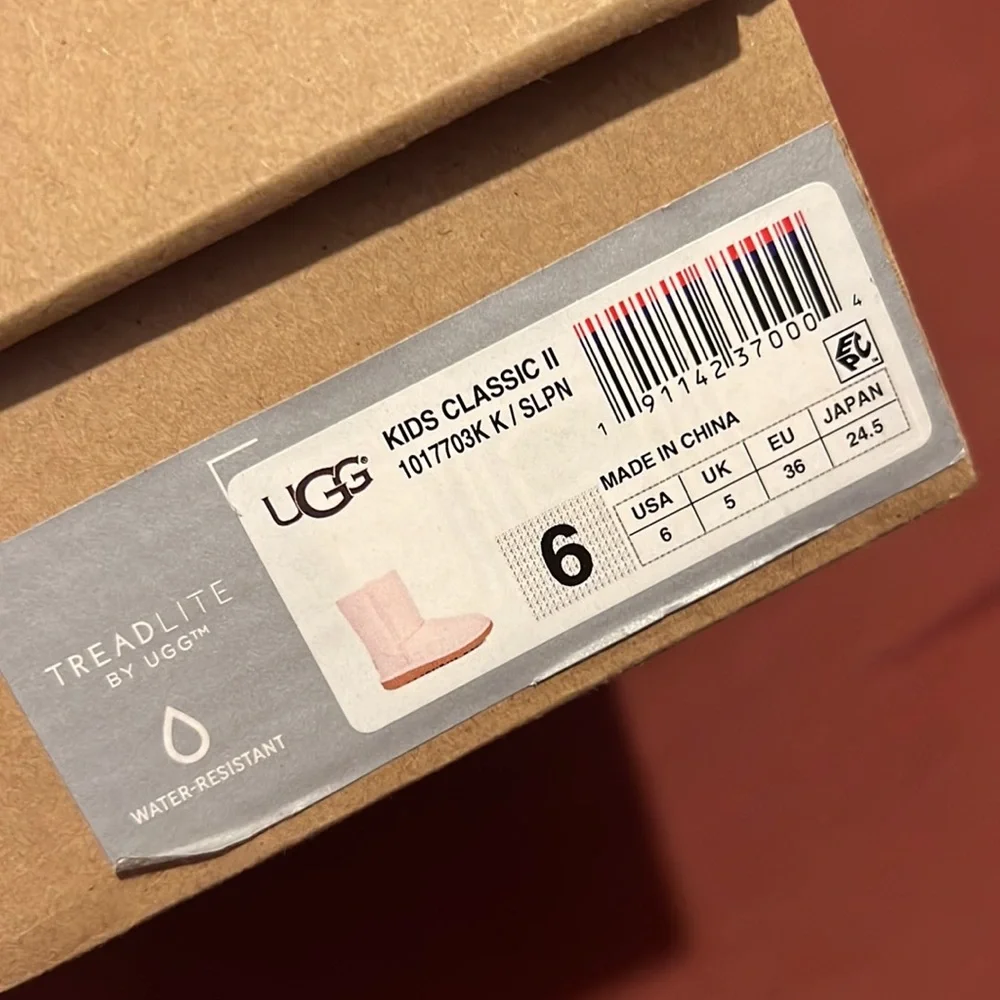 KIDS CLASSIC II
1017703K K / SLPN
UGG®
1 91142 37000 4
EPC™
MADE IN CHINA
USA UK EU JAPAN
6 5 36 24.5
6
TREADLITE
BY UGG™
WATER-RESISTANT